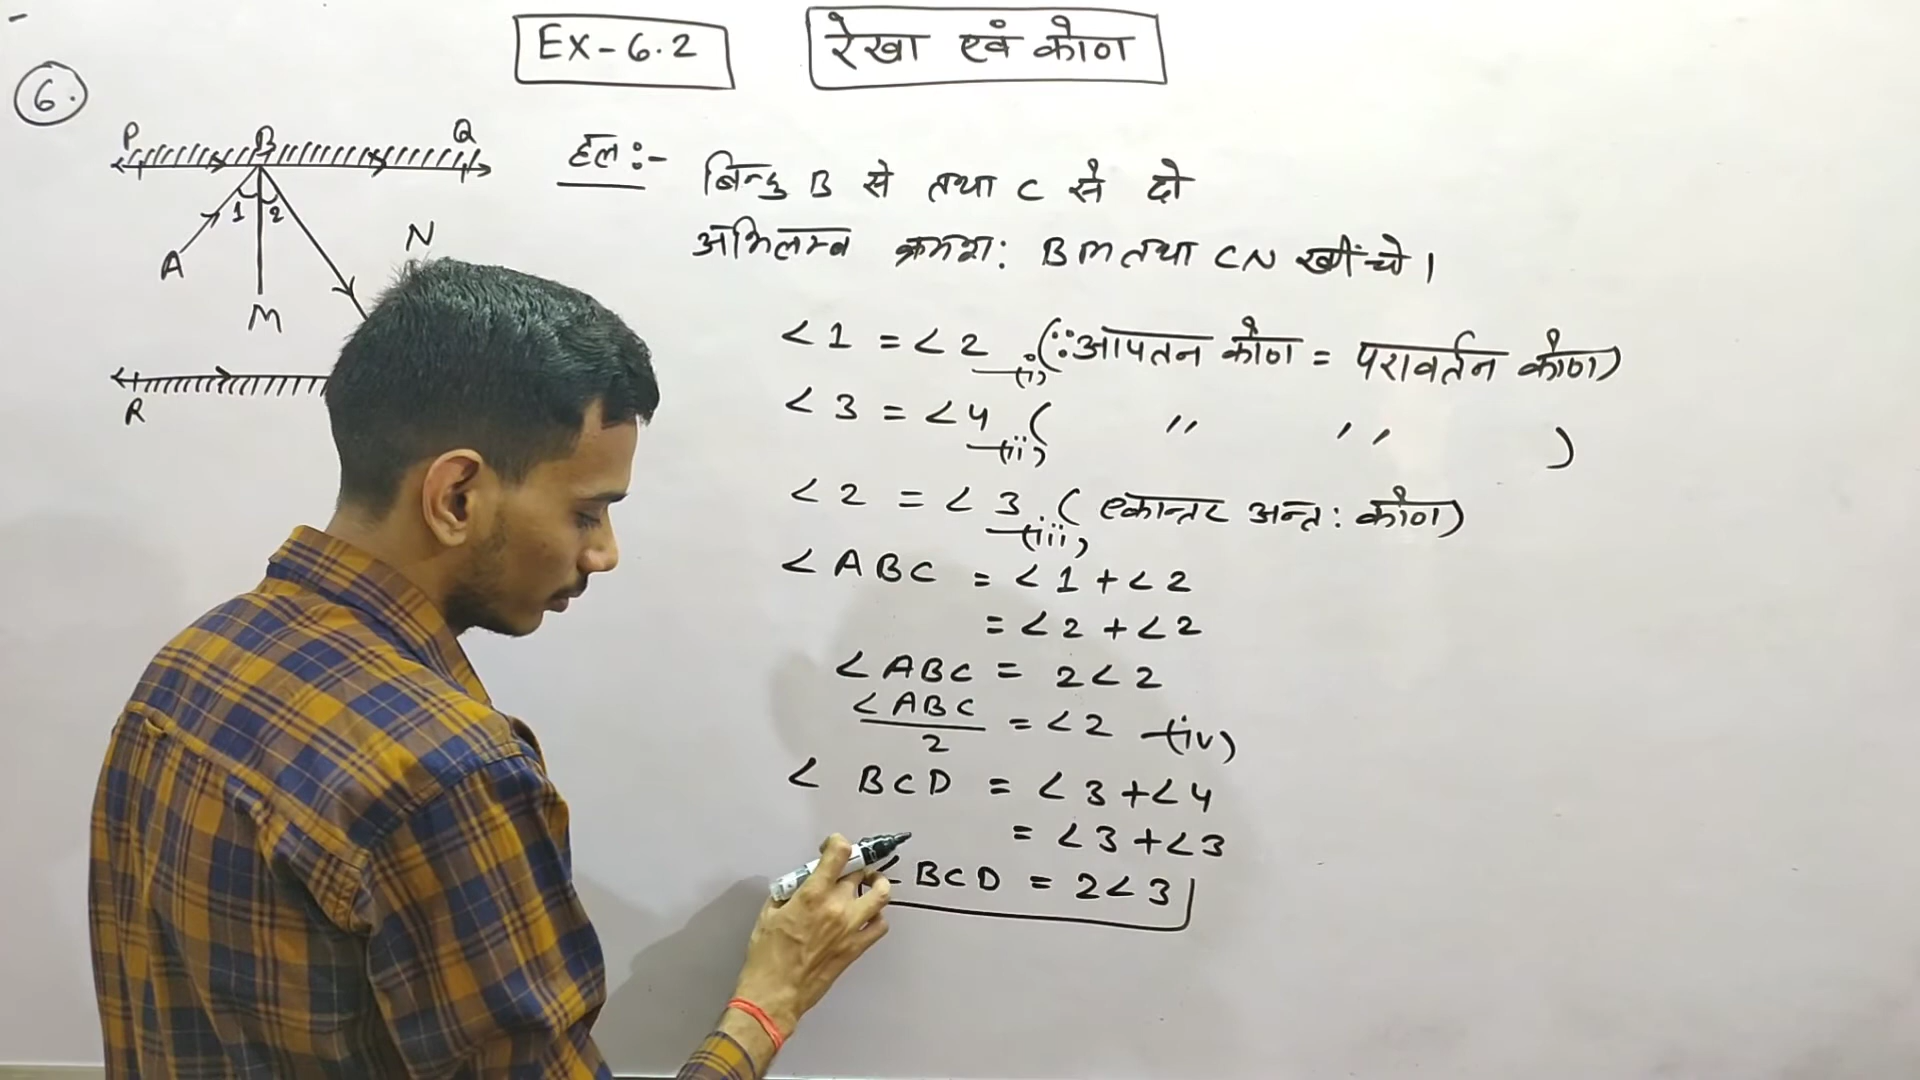 EX-6.2
रेखा एवं कोण
6.
P B Q
1 2
A
M
N
R
हल :-
बिन्दु B से तथा C से दो
अभिलम्ब क्रमश: BM तथा CN खींचे।
∠1 = ∠2 —(i) (∵ आपतन कोण = परावर्तन कोण)
∠3 = ∠4 —(ii) ( " " )
∠2 = ∠3 —(iii) ( एकान्तर अन्त: कोण)
∠ABC = ∠1 + ∠2
= ∠2 + ∠2
∠ABC = 2∠2
∠ABC/2 = ∠2 —(iv)
∠BCD = ∠3 + ∠4
= ∠3 + ∠3
∠BCD = 2∠3